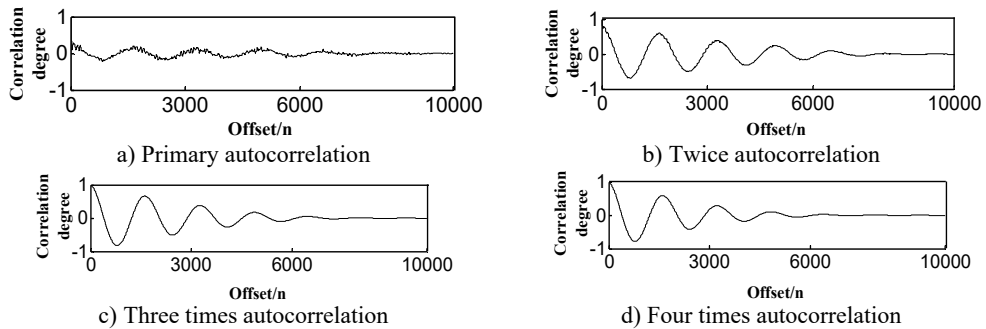 Correlation
degree
1
0
-1
0
3000
6000
10000
Offset/n
a) Primary autocorrelation
Correlation
degree
1
0
-1
0
3000
6000
10000
Offset/n
b) Twice autocorrelation
Correlation
degree
1
0
-1
0
3000
6000
10000
Offset/n
c) Three times autocorrelation
Correlation
degree
1
0
-1
0
3000
6000
10000
Offset/n
d) Four times autocorrelation